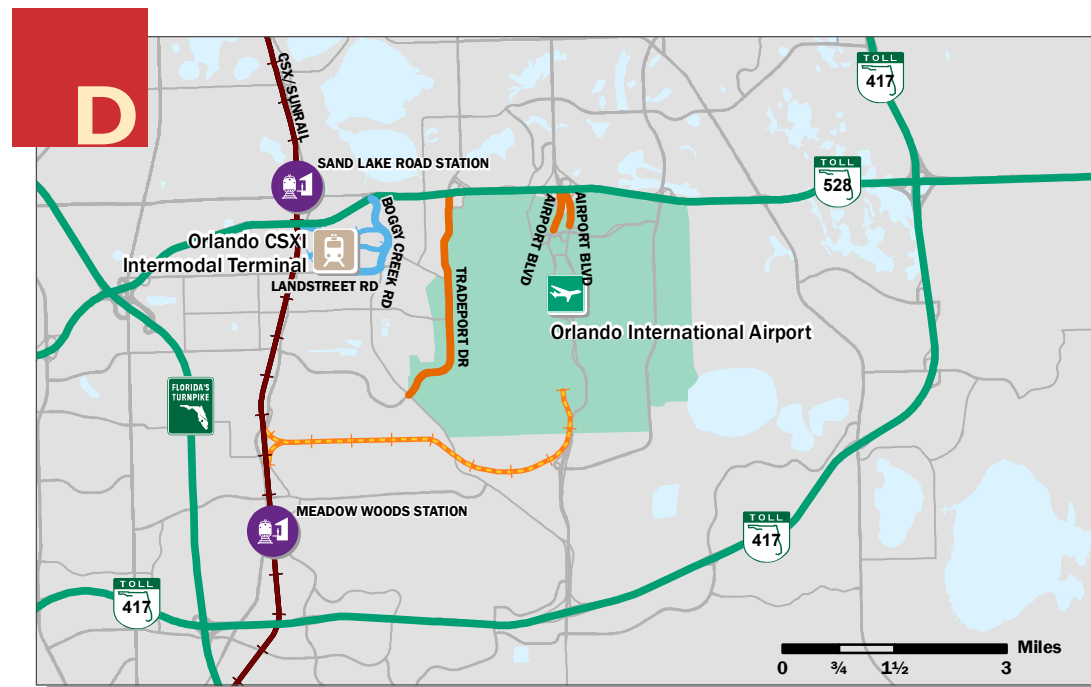 D
CSX/SUNRAIL
TOLL
417
SAND LAKE ROAD STATION
TOLL
528
BOGGY CREEK RD
AIRPORT BLVD
AIRPORT BLVD
Orlando CSXI
Intermodal Terminal
LANDSTREET RD
TRADEPORT DR
Orlando International Airport
FLORIDA'S
TURNPIKE
MEADOW WOODS STATION
TOLL
417
TOLL
417
Miles
0 ¾ 1½ 3